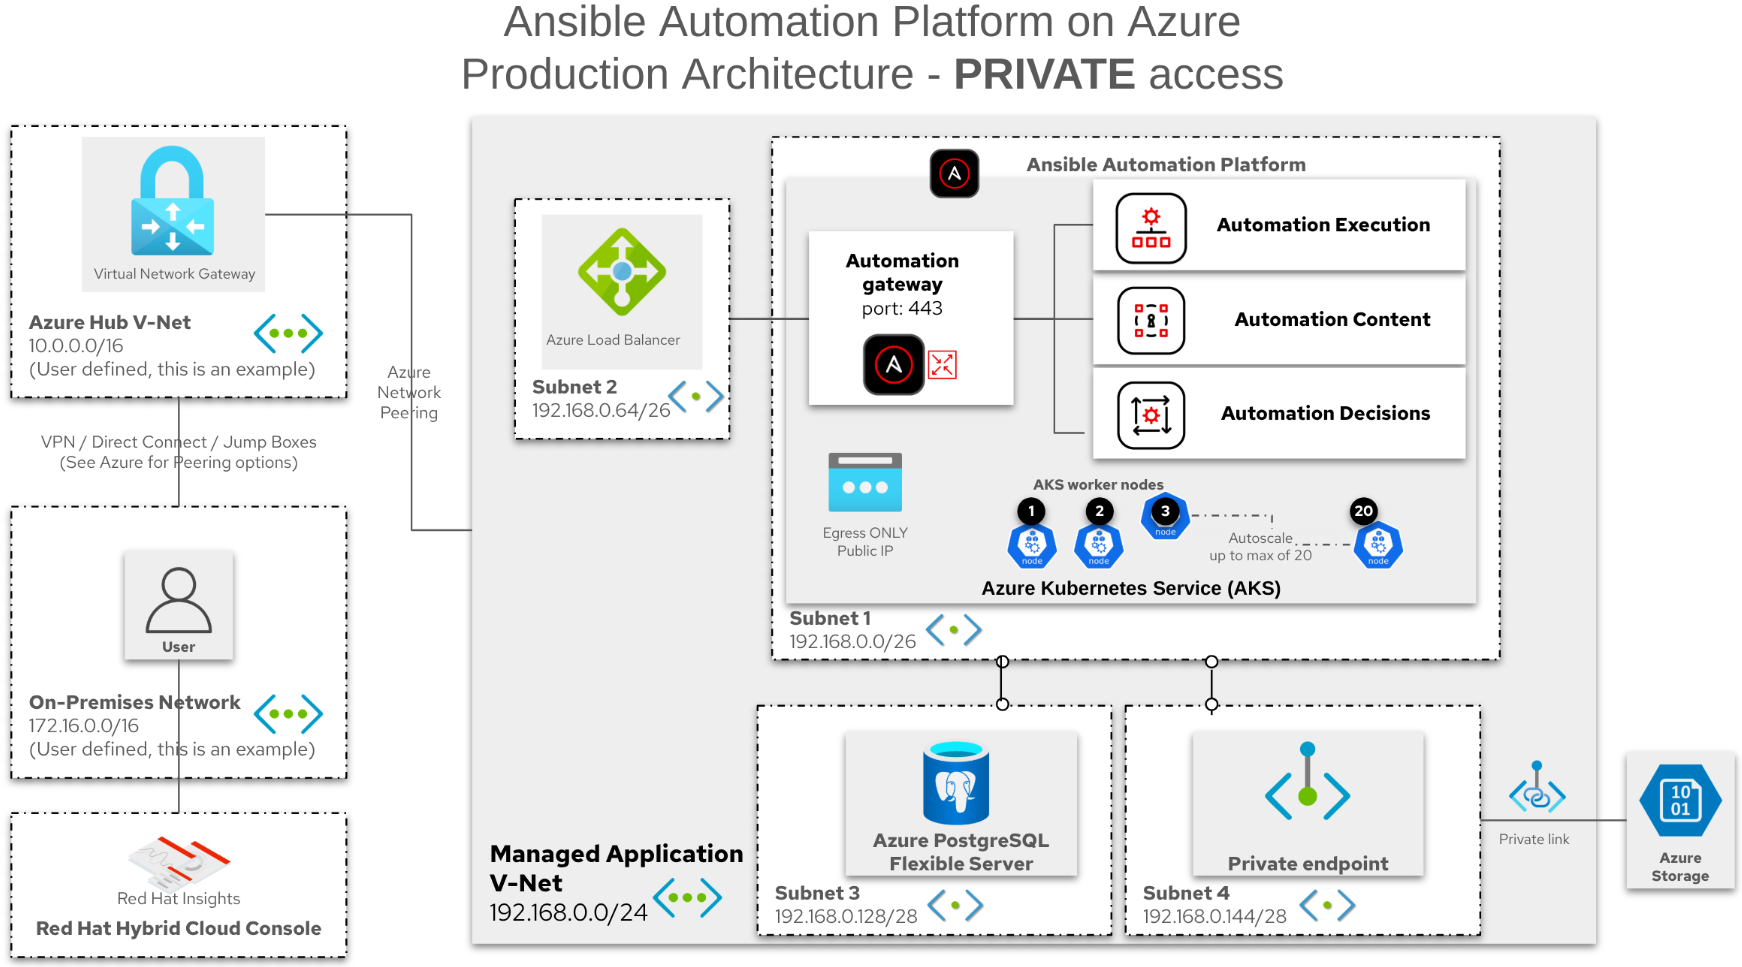 Ansible Automation Platform on Azure
Production Architecture - PRIVATE access
Virtual Network Gateway
Azure Hub V-Net
10.0.0.0/16
(User defined, this is an example)
VPN / Direct Connect / Jump Boxes
(See Azure for Peering options)
User
On-Premises Network
172.16.0.0/16
(User defined, this is an example)
Red Hat Insights
Red Hat Hybrid Cloud Console
Azure
Network
Peering
Azure Load Balancer
Subnet 2
192.168.0.64/26
Ansible Automation Platform
Automation
gateway
port: 443
Automation Execution
Automation Content
Automation Decisions
Egress ONLY
Public IP
AKS worker nodes
1
2
3
20
node
node
node
node
Autoscale
up to max of 20
Azure Kubernetes Service (AKS)
Subnet 1
192.168.0.0/26
Managed Application
V-Net
192.168.0.0/24
Azure PostgreSQL
Flexible Server
Subnet 3
192.168.0.128/28
Private endpoint
Subnet 4
192.168.0.144/28
Private link
10
01
Azure
Storage